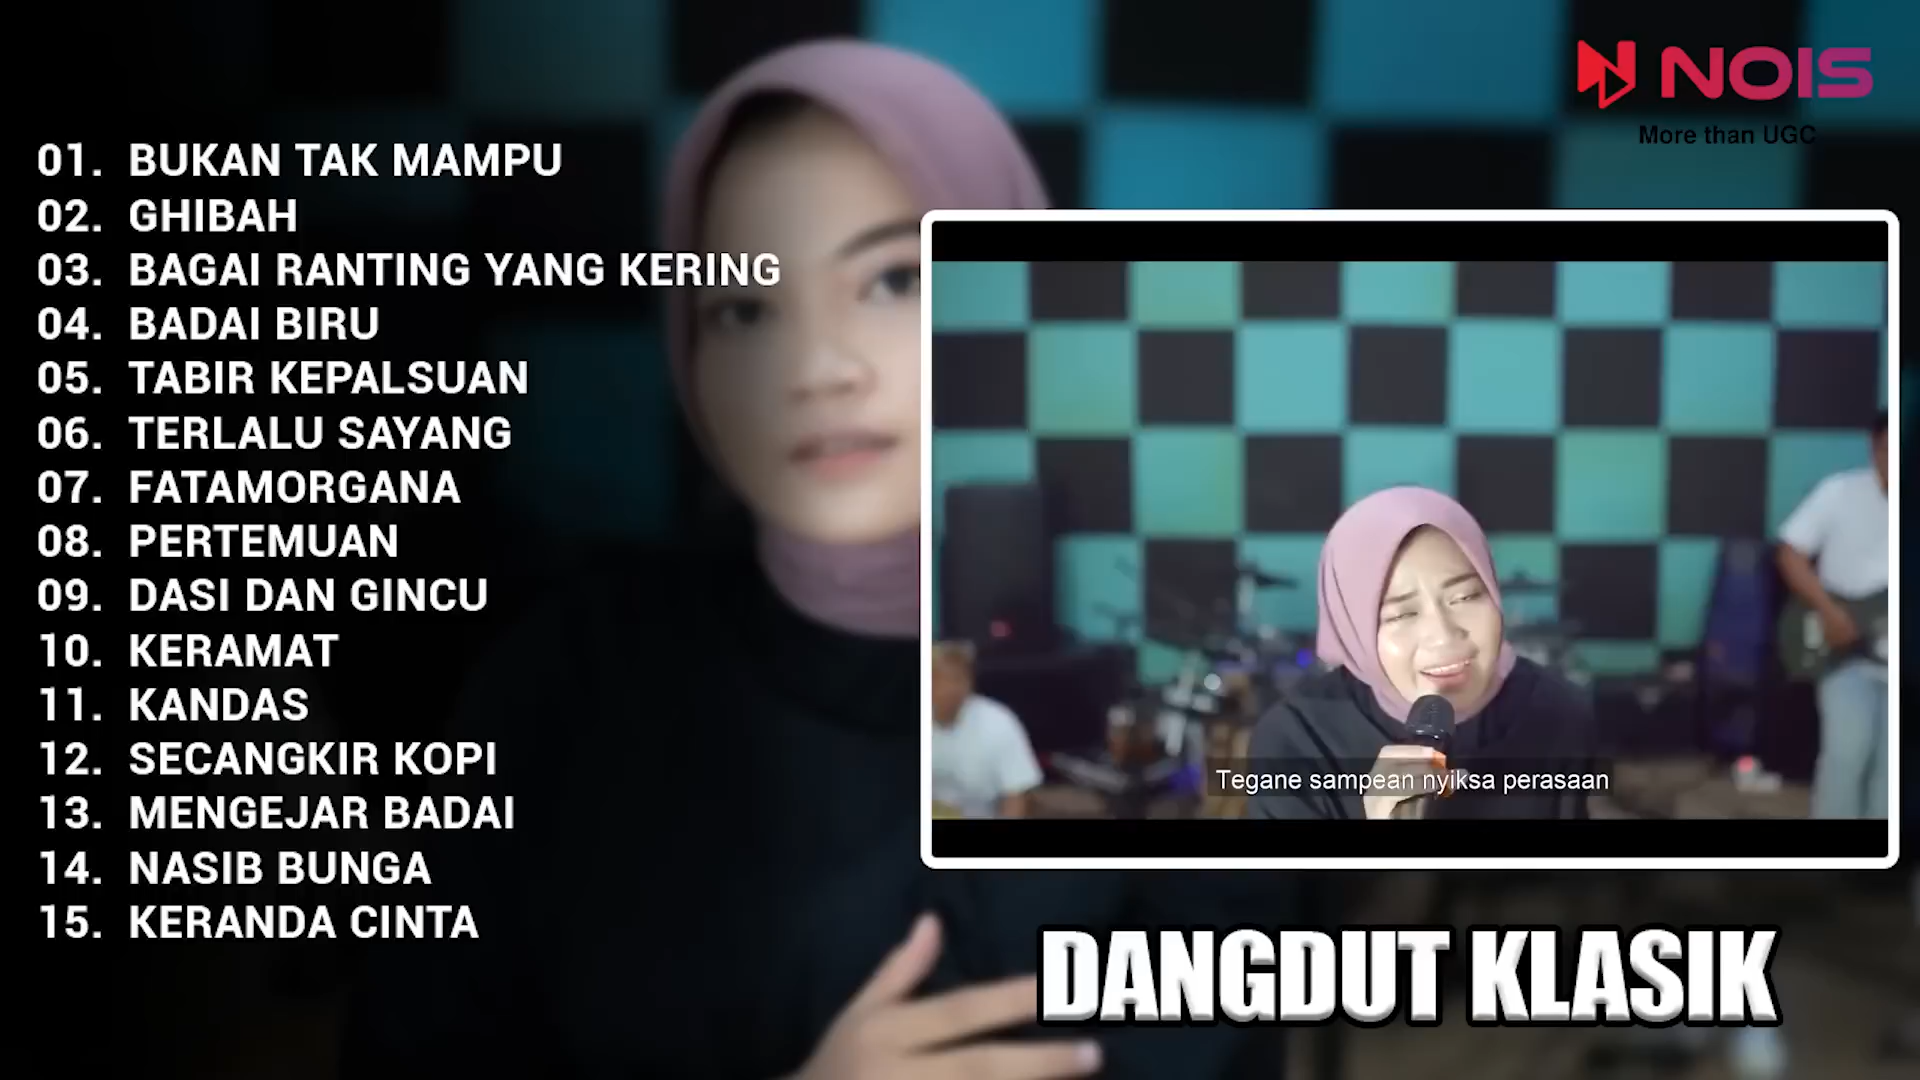 NOIS
More than UGC
01. BUKAN TAK MAMPU
02. GHIBAH
03. BAGAI RANTING YANG KERING
04. BADAI BIRU
05. TABIR KEPALSUAN
06. TERLALU SAYANG
07. FATAMORGANA
08. PERTEMUAN
09. DASI DAN GINCU
10. KERAMAT
11. KANDAS
12. SECANGKIR KOPI
13. MENGEJAR BADAI
14. NASIB BUNGA
15. KERANDA CINTA
Tegane sampean nyiksa perasaan
DANGDUT KLASIK